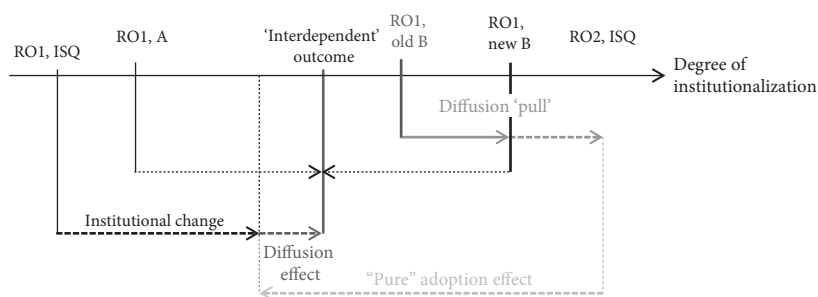 RO1, ISQ
RO1, A
‘Interdependent’
outcome
RO1,
old B
RO1,
new B
RO2, ISQ
Degree of
institutionalization
Diffusion ‘pull’
Institutional change
Diffusion
effect
“Pure” adoption effect